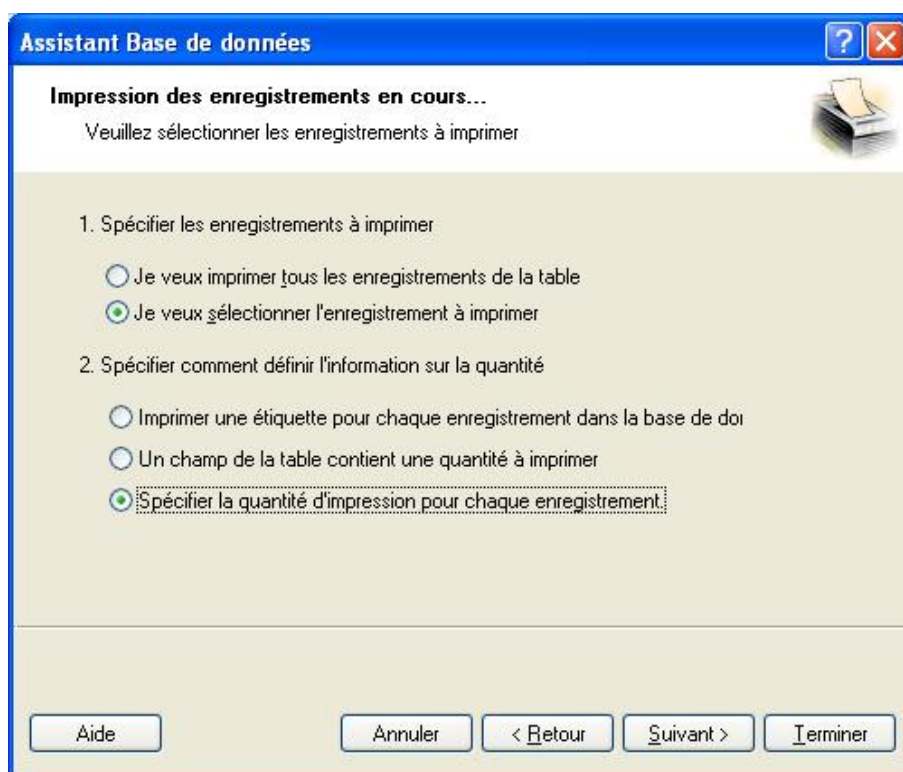 Assistant Base de données
Impression des enregistrements en cours...
Veuillez sélectionner les enregistrements à imprimer
1. Spécifier les enregistrements à imprimer
Je veux imprimer tous les enregistrements de la table
Je veux sélectionner l'enregistrement à imprimer
2. Spécifier comment définir l'information sur la quantité
Imprimer une étiquette pour chaque enregistrement dans la base de doi
Un champ de la table contient une quantité à imprimer
Spécifier la quantité d'impression pour chaque enregistrement.
Aide
Annuler
< Retour
Suivant >
Terminer